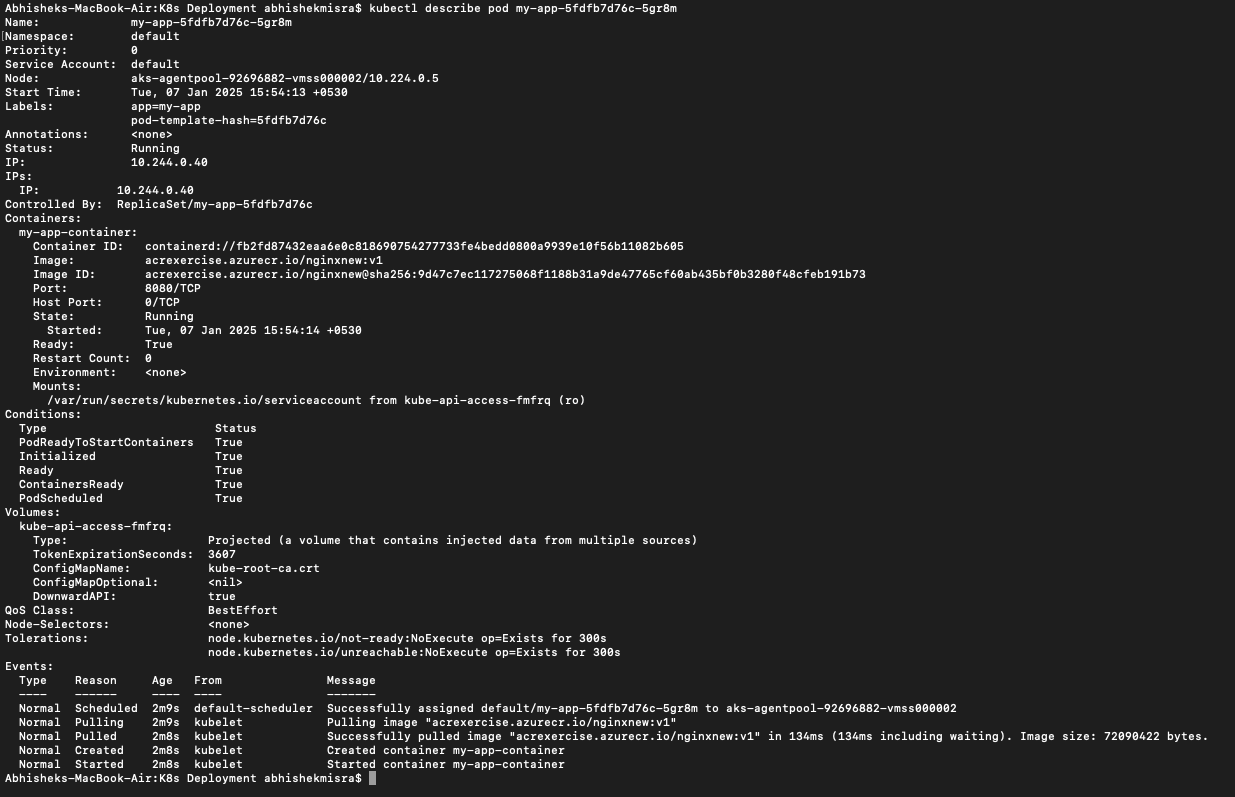 Abhisheks-MacBook-Air:K8s Deployment abhishekmisra$ kubectl describe pod my-app-5fdfb7d76c-5gr8m
Name:             my-app-5fdfb7d76c-5gr8m
Namespace:        default
Priority:         0
Service Account:  default
Node:             aks-agentpool-92696882-vmss000002/10.224.0.5
Start Time:       Tue, 07 Jan 2025 15:54:13 +0530
Labels:           app=my-app
                  pod-template-hash=5fdfb7d76c
Annotations:      <none>
Status:           Running
IP:               10.244.0.40
IPs:
  IP:           10.244.0.40
Controlled By:  ReplicaSet/my-app-5fdfb7d76c
Containers:
  my-app-container:
    Container ID:   containerd://fb2fd87432eaa6e0c818690754277733fe4bedd0800a9939e10f56b11082b605
    Image:          acrexercise.azurecr.io/nginxnew:v1
    Image ID:       acrexercise.azurecr.io/nginxnew@sha256:9d47c7ec117275068f1188b31a9de47765cf60ab435bf0b3280f48cfeb191b73
    Port:           8080/TCP
    Host Port:      0/TCP
    State:          Running
      Started:      Tue, 07 Jan 2025 15:54:14 +0530
    Ready:          True
    Restart Count:  0
    Environment:    <none>
    Mounts:
      /var/run/secrets/kubernetes.io/serviceaccount from kube-api-access-fmfrq (ro)
Conditions:
  Type                        Status
  PodReadyToStartContainers   True
  Initialized                 True
  Ready                       True
  ContainersReady             True
  PodScheduled                True
Volumes:
  kube-api-access-fmfrq:
    Type:                    Projected (a volume that contains injected data from multiple sources)
    TokenExpirationSeconds:  3607
    ConfigMapName:           kube-root-ca.crt
    ConfigMapOptional:       <nil>
    DownwardAPI:             true
QoS Class:                   BestEffort
Node-Selectors:              <none>
Tolerations:                 node.kubernetes.io/not-ready:NoExecute op=Exists for 300s
                             node.kubernetes.io/unreachable:NoExecute op=Exists for 300s
Events:
  Type    Reason     Age   From               Message
  ----    ------     ----  ----               -------
  Normal  Scheduled  2m9s  default-scheduler  Successfully assigned default/my-app-5fdfb7d76c-5gr8m to aks-agentpool-92696882-vmss000002
  Normal  Pulling    2m9s  kubelet            Pulling image "acrexercise.azurecr.io/nginxnew:v1"
  Normal  Pulled     2m8s  kubelet            Successfully pulled image "acrexercise.azurecr.io/nginxnew:v1" in 134ms (134ms including waiting). Image size: 72090422 bytes.
  Normal  Created    2m8s  kubelet            Created container my-app-container
  Normal  Started    2m8s  kubelet            Started container my-app-container
Abhisheks-MacBook-Air:K8s Deployment abhishekmisra$